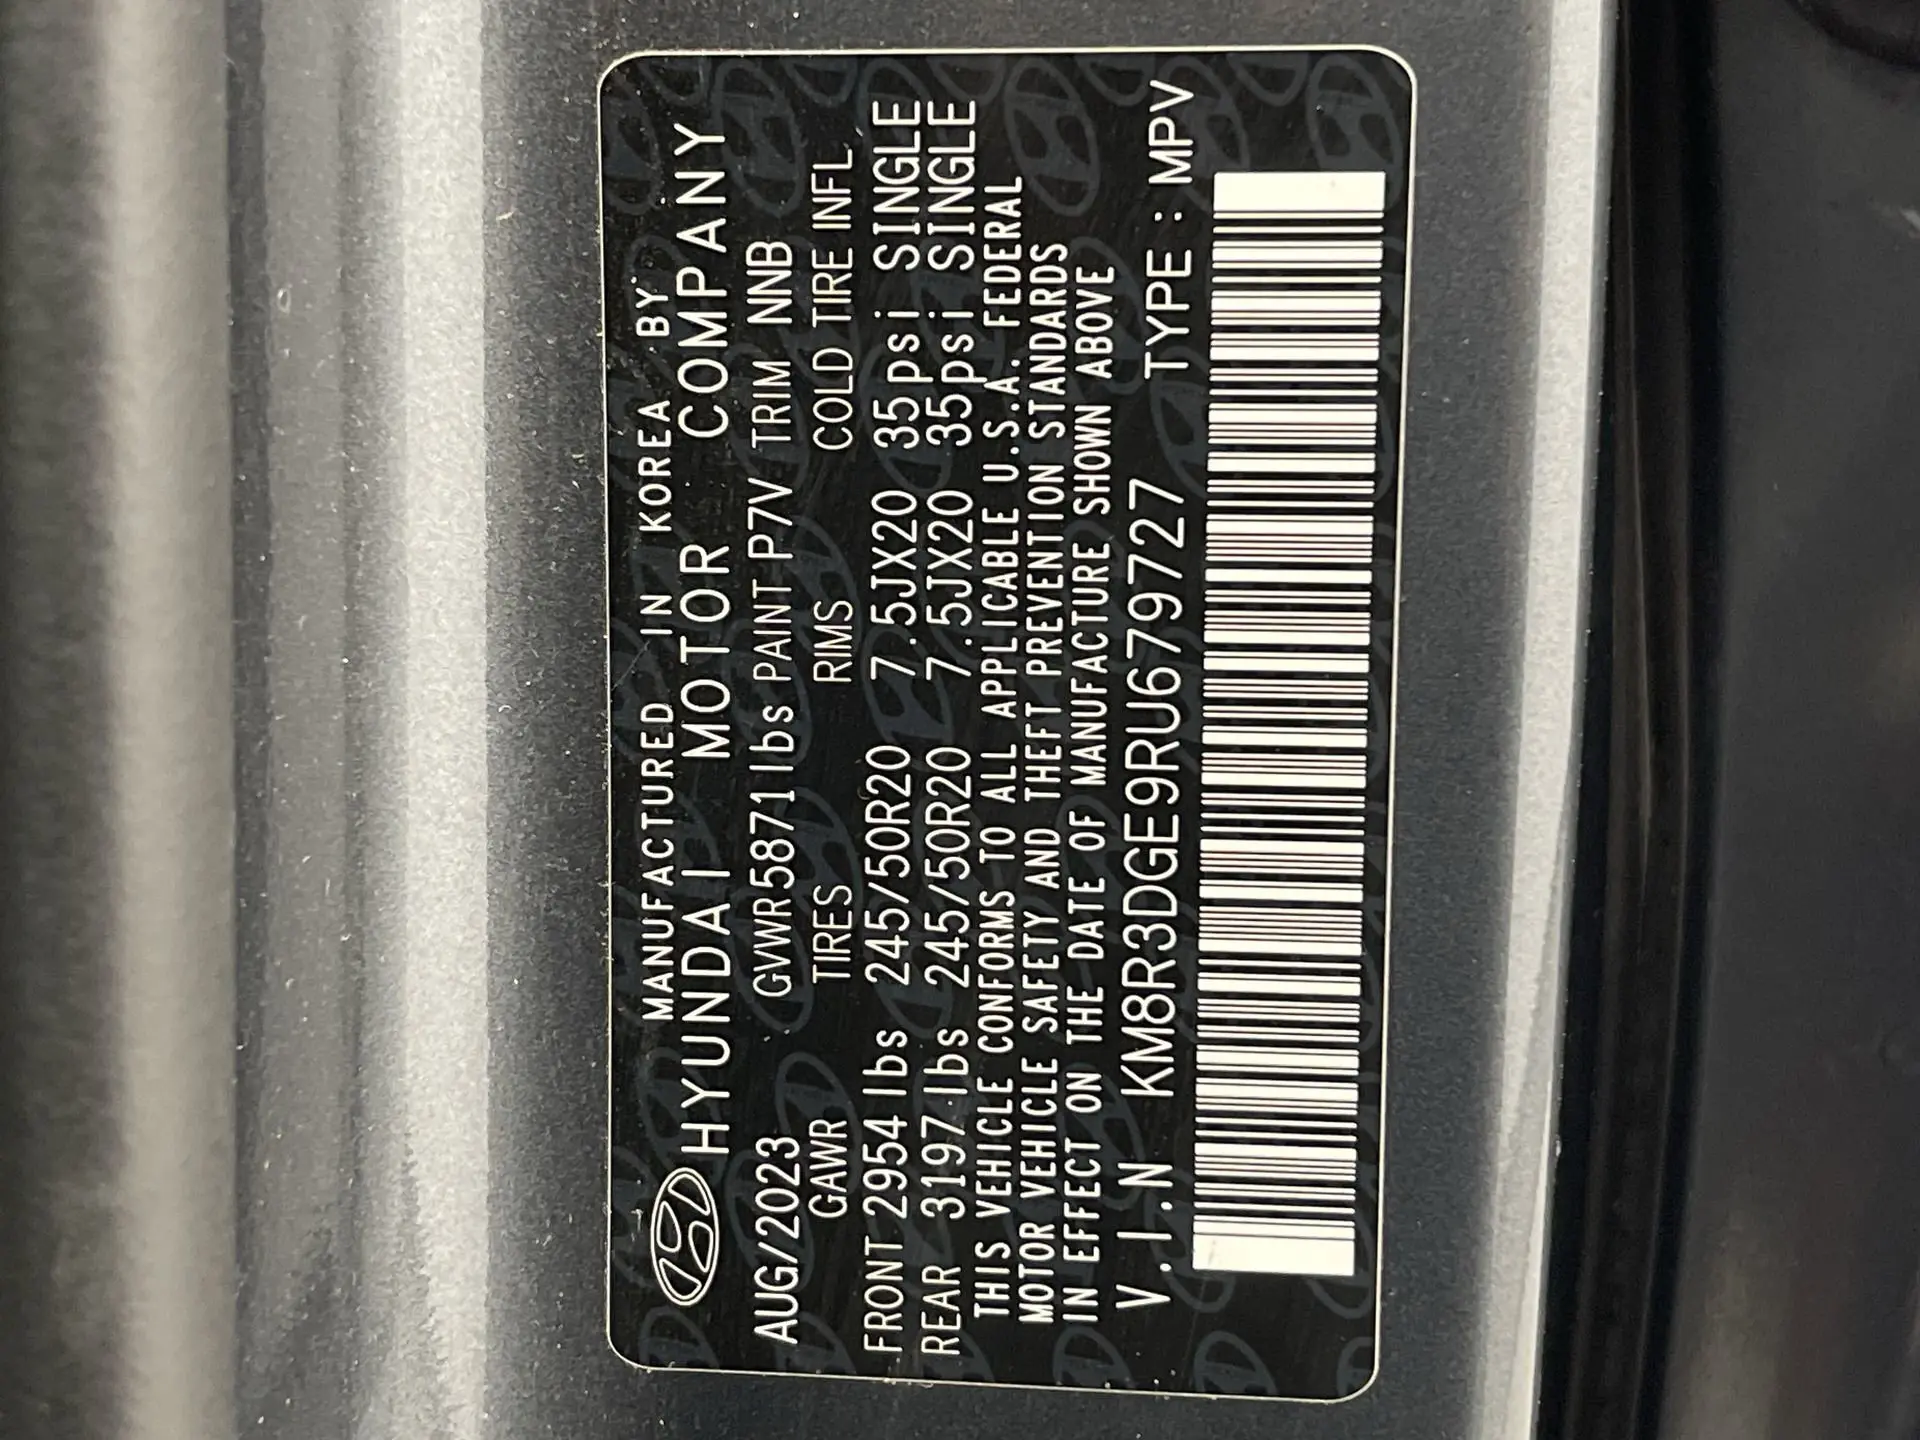 MANUFACTURED IN KOREA BY
HYUNDAI MOTOR COMPANY
AUG/2023 GVWR5871lbs PAINT P7V TRIM NNB
GAWR TIRES RIMS COLD TIRE INFL.
FRONT 2954 lbs 245/50R20 7.5JX20 35psi SINGLE
REAR 3197 lbs 245/50R20 7.5JX20 35psi SINGLE
THIS VEHICLE CONFORMS TO ALL APPLICABLE U.S.A. FEDERAL
MOTOR VEHICLE SAFETY AND THEFT PREVENTION STANDARDS
IN EFFECT ON THE DATE OF MANUFACTURE SHOWN ABOVE
V.I.N KM8R3DGE9RU679727 TYPE : MPV